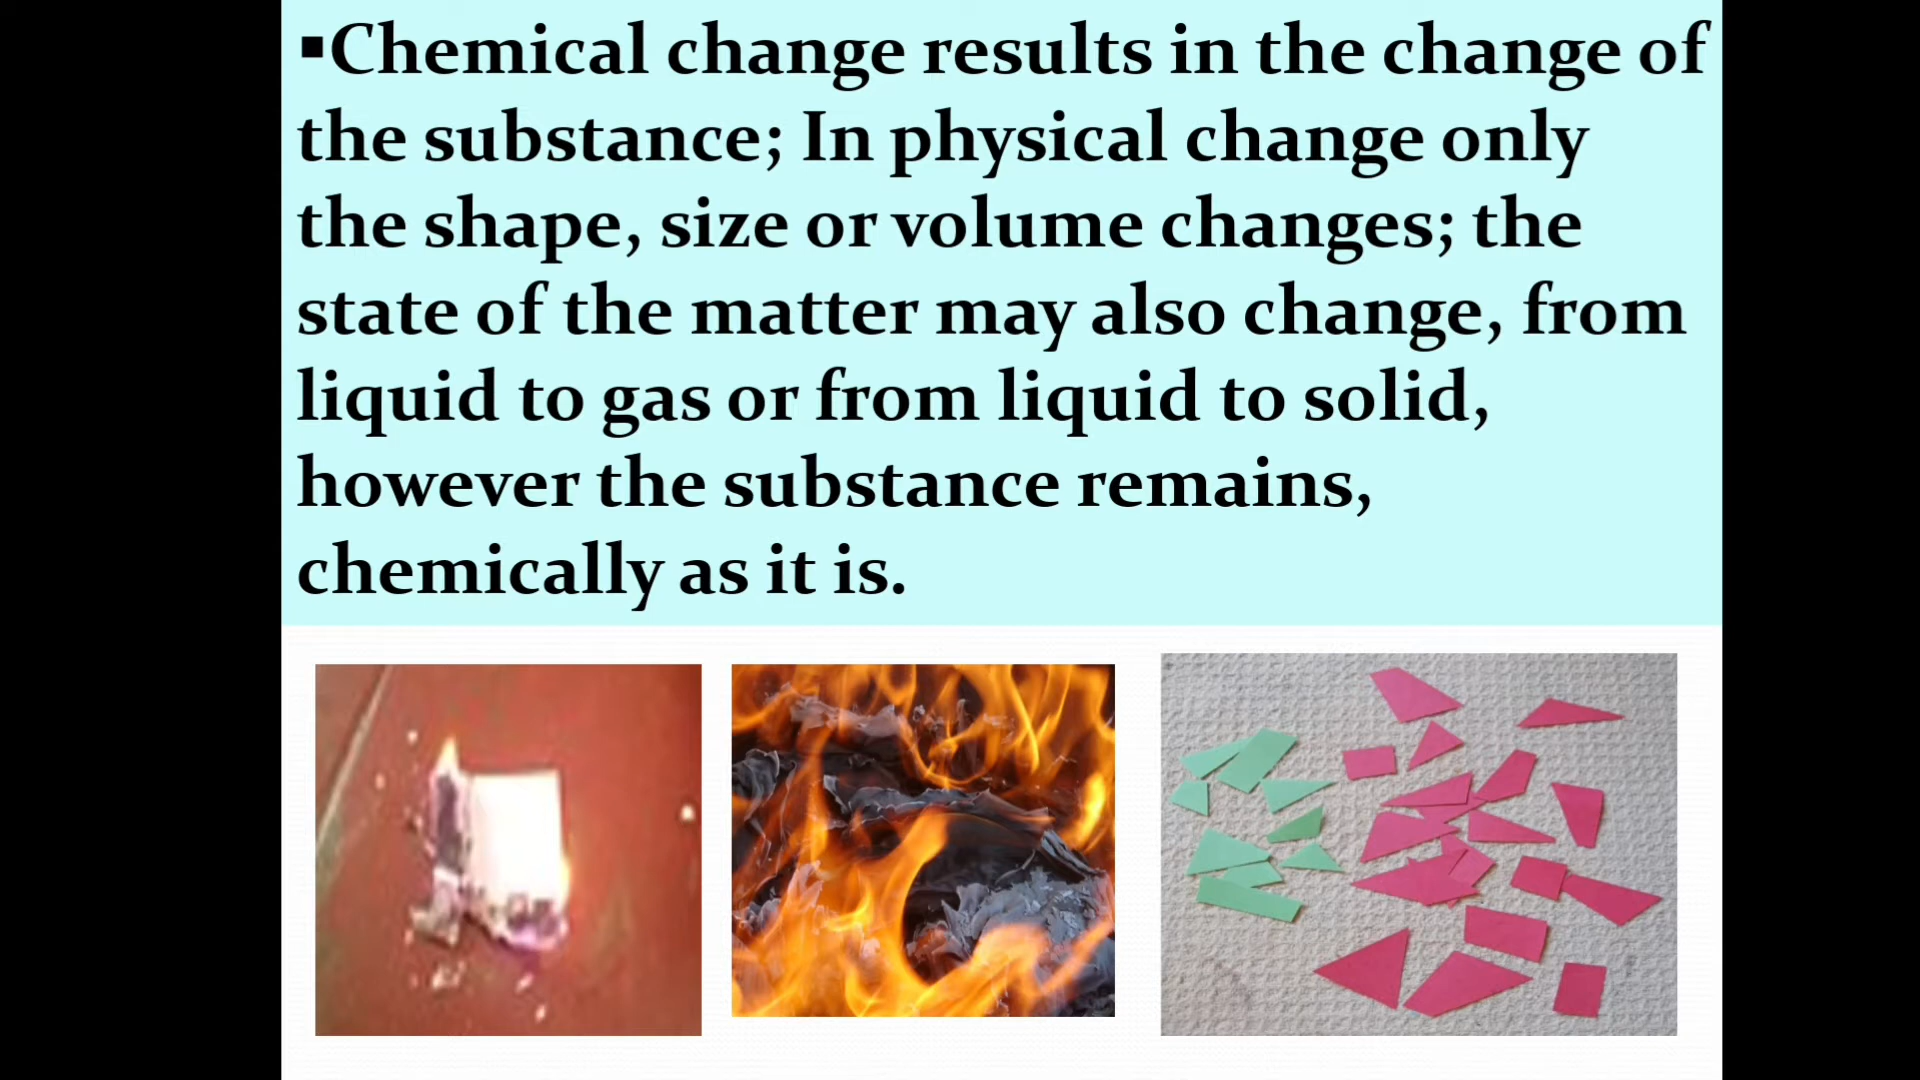 ▪Chemical change results in the change of
the substance; In physical change only
the shape, size or volume changes; the
state of the matter may also change, from
liquid to gas or from liquid to solid,
however the substance remains,
chemically as it is.